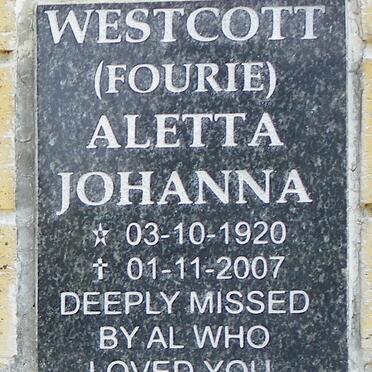 WESTCOTT
(FOURIE)
ALETTA
JOHANNA
☆ 03-10-1920
✝ 01-11-2007
DEEPLY MISSED
BY AL WHO
LOVED YOU